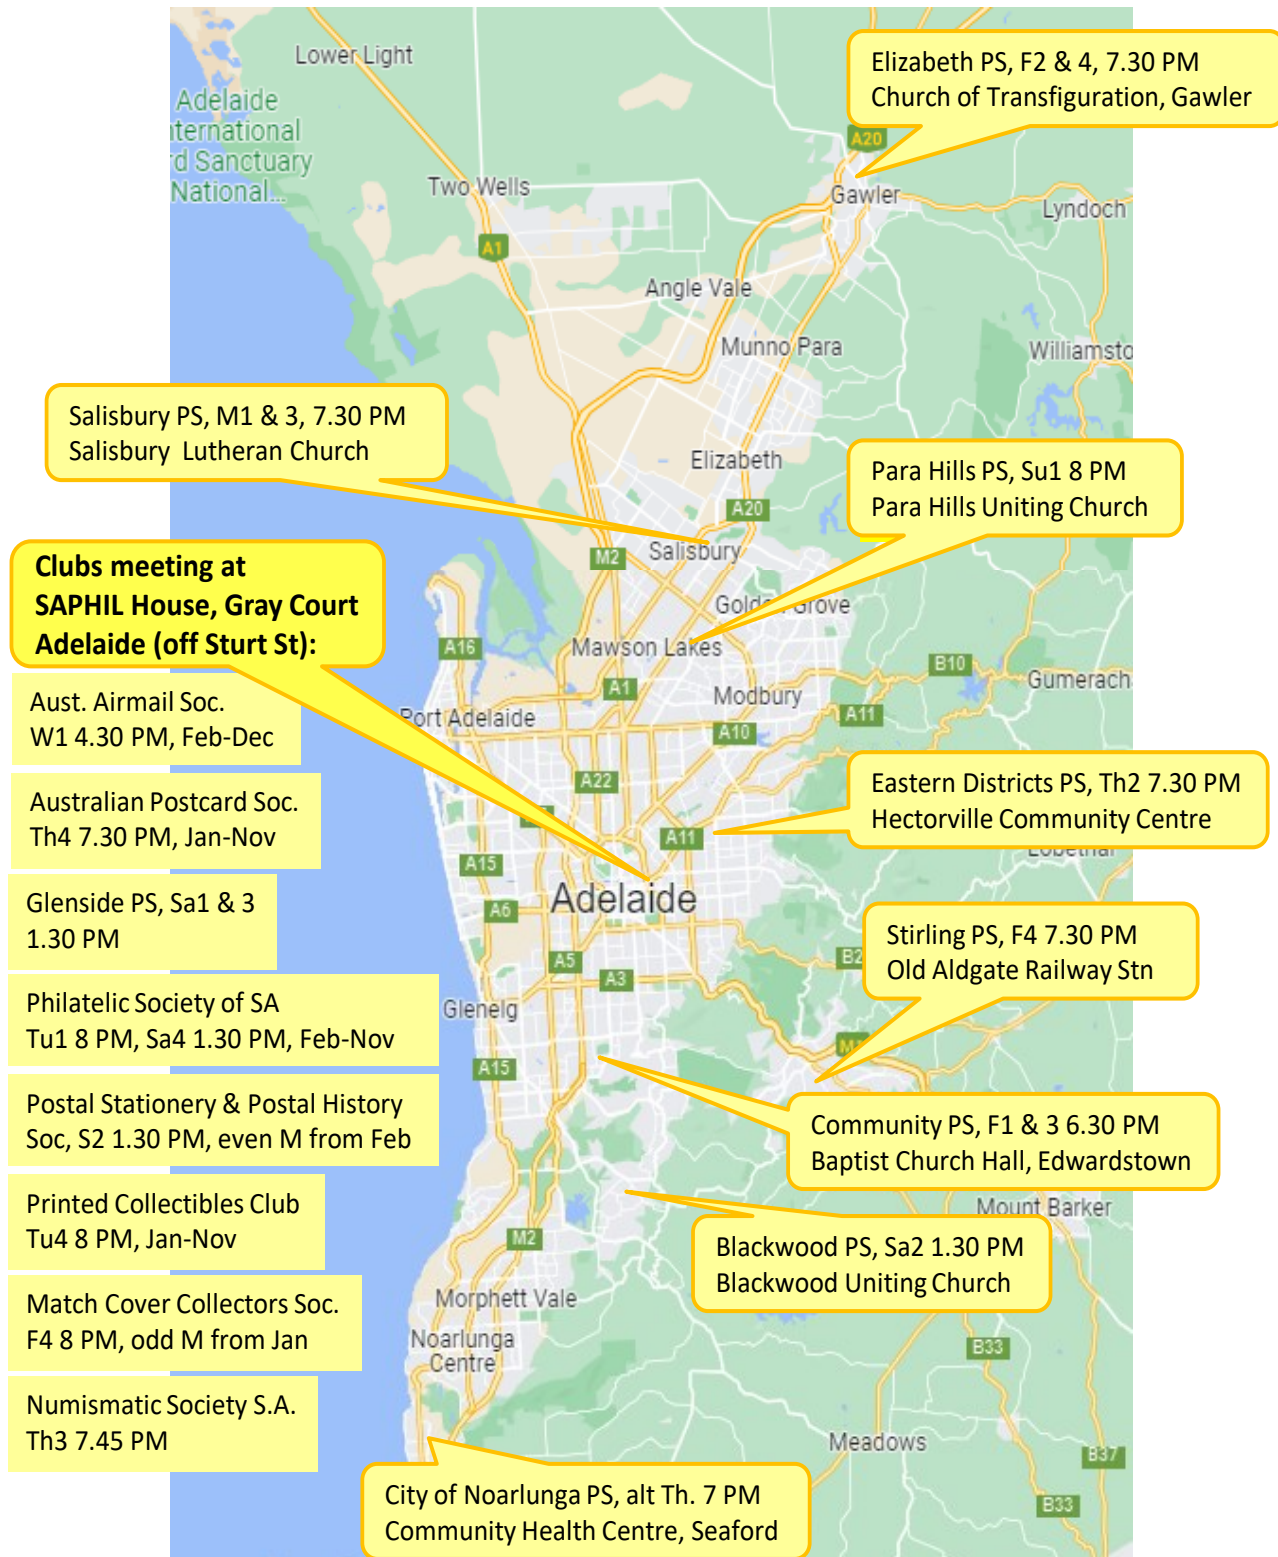 Lower Light
Elizabeth PS, F2 & 4, 7.30 PM
Church of Transfiguration, Gawler
Adelaide
nternational
rd Sanctuary
National...
A20
Two Wells
Gawler
Lyndoch
A1
Angle Vale
Munno Para
Williamsto
Salisbury PS, M1 & 3, 7.30 PM
Salisbury Lutheran Church
Elizabeth
Para Hills PS, Su1 8 PM
Para Hills Uniting Church
A20
M2
Salisbury
Clubs meeting at
SAPHIL House, Gray Court
Adelaide (off Sturt St):
Golden Grove
A16
Mawson Lakes
B10
Gumerach
A1
Modbury
Aust. Airmail Soc.
W1 4.30 PM, Feb-Dec
Port Adelaide
A11
A10
Australian Postcard Soc.
Th4 7.30 PM, Jan-Nov
A22
Eastern Districts PS, Th2 7.30 PM
Hectorville Community Centre
A11
Lobethal
A15
Glenside PS, Sa1 & 3
1.30 PM
Adelaide
A6
Stirling PS, F4 7.30 PM
Old Aldgate Railway Stn
A5
A3
B2
Philatelic Society of SA
Tu1 8 PM, Sa4 1.30 PM, Feb-Nov
Glenelg
M1
A15
Postal Stationery & Postal History
Soc, S2 1.30 PM, even M from Feb
Community PS, F1 & 3 6.30 PM
Baptist Church Hall, Edwardstown
Printed Collectibles Club
Tu4 8 PM, Jan-Nov
Mount Barker
M2
Blackwood PS, Sa2 1.30 PM
Blackwood Uniting Church
Match Cover Collectors Soc.
F4 8 PM, odd M from Jan
Morphett Vale
Noarlunga
Centre
B33
Numismatic Society S.A.
Th3 7.45 PM
Meadows
B37
City of Noarlunga PS, alt Th. 7 PM
Community Health Centre, Seaford
B33